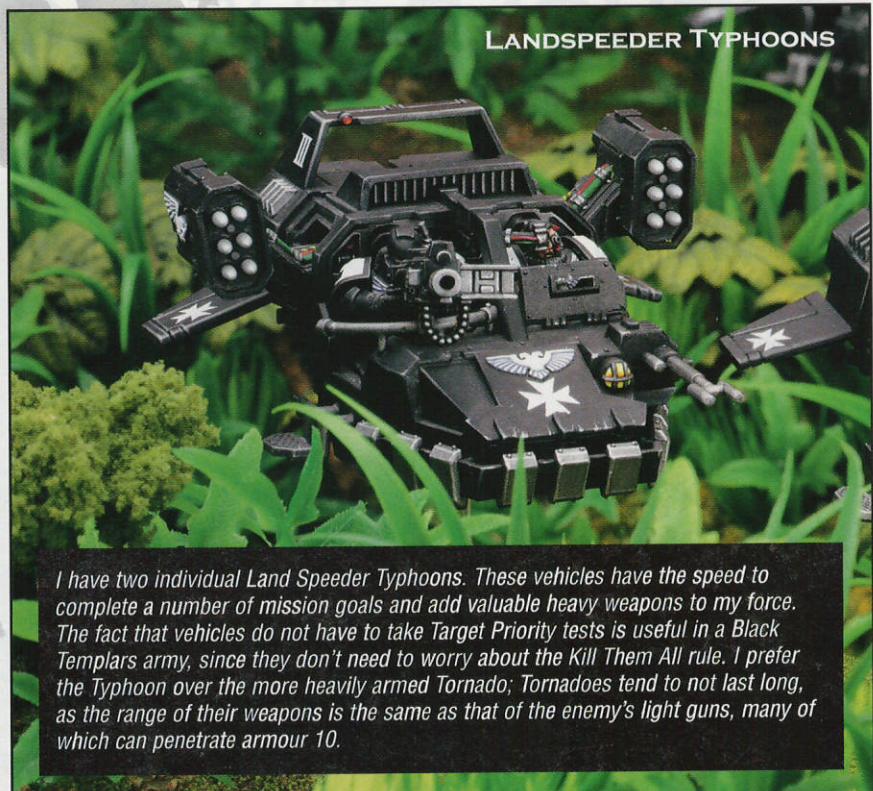 LANDSPEEDER TYPHOONS
III
I have two individual Land Speeder Typhoons. These vehicles have the speed to
complete a number of mission goals and add valuable heavy weapons to my force.
The fact that vehicles do not have to take Target Priority tests is useful in a Black
Templars army, since they don't need to worry about the Kill Them All rule. I prefer
the Typhoon over the more heavily armed Tornado; Tornadoes tend to not last long,
as the range of their weapons is the same as that of the enemy's light guns, many of
which can penetrate armour 10.